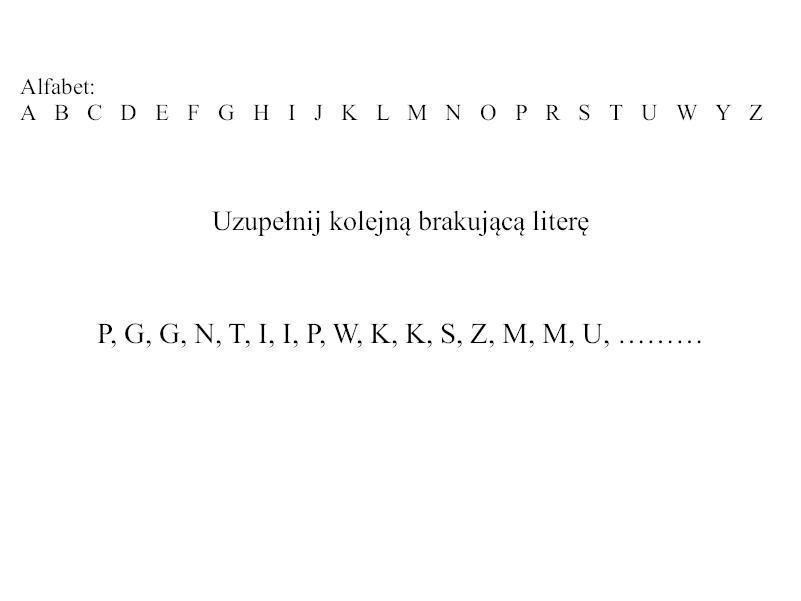 Alfabet:
A B C D E F G H I J K L M N O P R S T U W Y Z
Uzupełnij kolejną brakującą literę
P, G, G, N, T, I, I, P, W, K, K, S, Z, M, M, U, ………